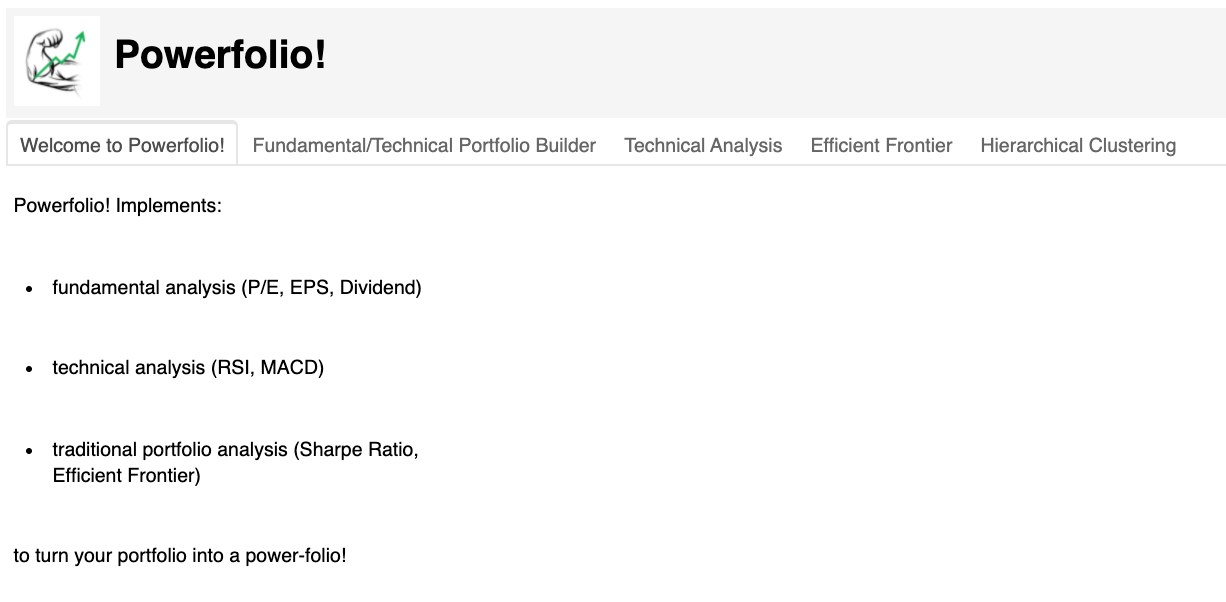 Powerfolio!
Welcome to Powerfolio! Fundamental/Technical Portfolio Builder Technical Analysis Efficient Frontier Hierarchical Clustering
Powerfolio! Implements:
• fundamental analysis (P/E, EPS, Dividend)
• technical analysis (RSI, MACD)
• traditional portfolio analysis (Sharpe Ratio,
Efficient Frontier)
to turn your portfolio into a power-folio!